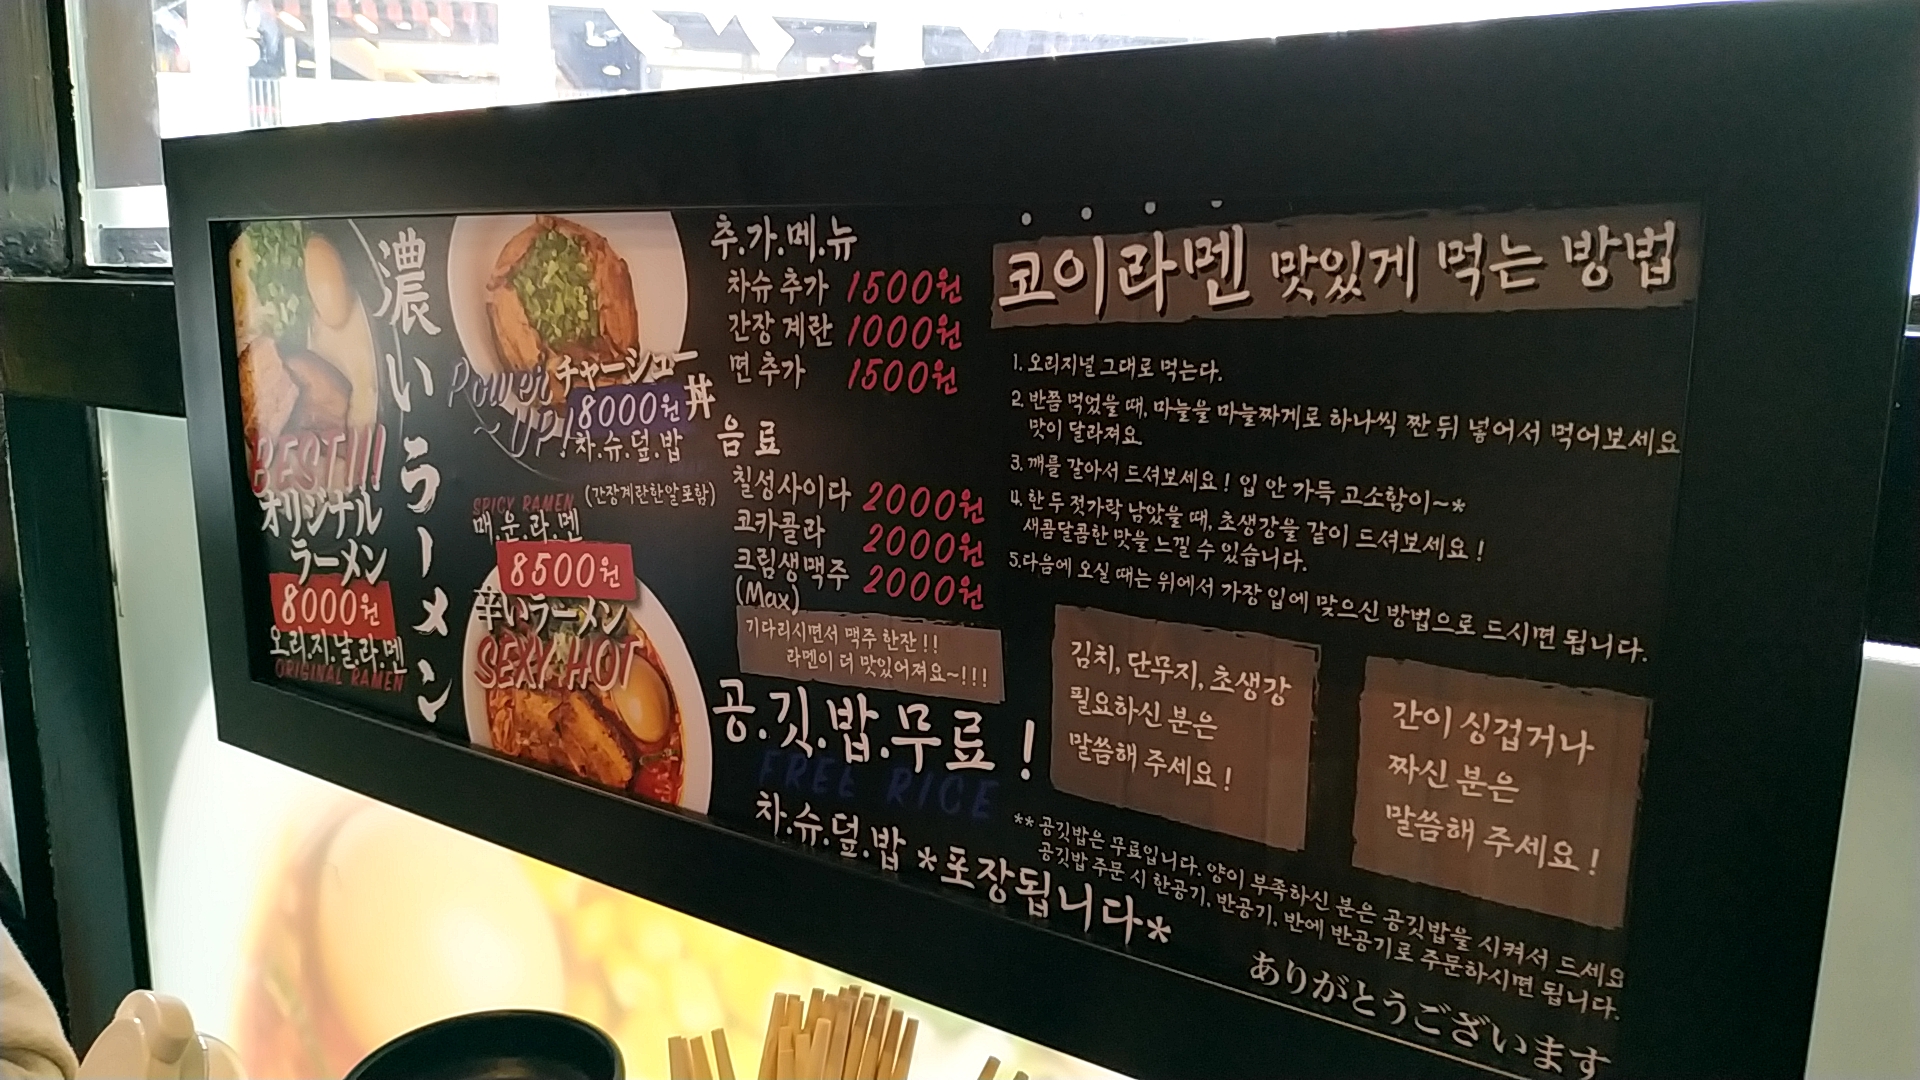 濃いラーメン
BEST!!!
オリジナル
ラーメン
8000원
오.리.지.날.라.멘
ORIGINAL RAMEN
Power
~UP!
チャーシュー
丼
8000원
차.슈.덮.밥
(간장계란한알포함)
SPICY RAMEN
매.운.라.멘
8500원
辛いラーメン
SEXY HOT
추.가.메.뉴
차슈 추가 1500원
간장 계란 1000원
면 추가 1500원
음료
칠성사이다 2000원
코카콜라 2000원
크림생맥주 2000원
(Max)
기다리시면서 맥주 한잔!!
라멘이 더 맛있어져요~!!!
공.깃.밥.무료!
FREE RICE
차.슈.덮.밥 *포장됩니다*
코이라멘 맛있게 먹는 방법
1. 오리지널 그대로 먹는다.
2. 반쯤 먹었을 때, 마늘을 마늘짜게로 하나씩 짠 뒤 넣어서 먹어보세요
맛이 달라져요.
3. 깨를 갈아서 드셔보세요! 입 안 가득 고소함이~*
4. 한 두 젓가락 남았을 때, 초생강을 같이 드셔보세요!
새콤달콤한 맛을 느낄 수 있습니다.
5.다음에 오실 때는 위에서 가장 입에 맞으신 방법으로 드시면 됩니다.
김치, 단무지, 초생강
필요하신 분은
말씀해 주세요!
간이 싱겁거나
짜신 분은
말씀해 주세요!
** 공깃밥은 무료입니다. 양이 부족하신 분은 공깃밥을 시켜서 드세요
공깃밥 주문 시 한공기, 반공기, 반에 반공기로 주문하시면 됩니다.
ありがとうございます